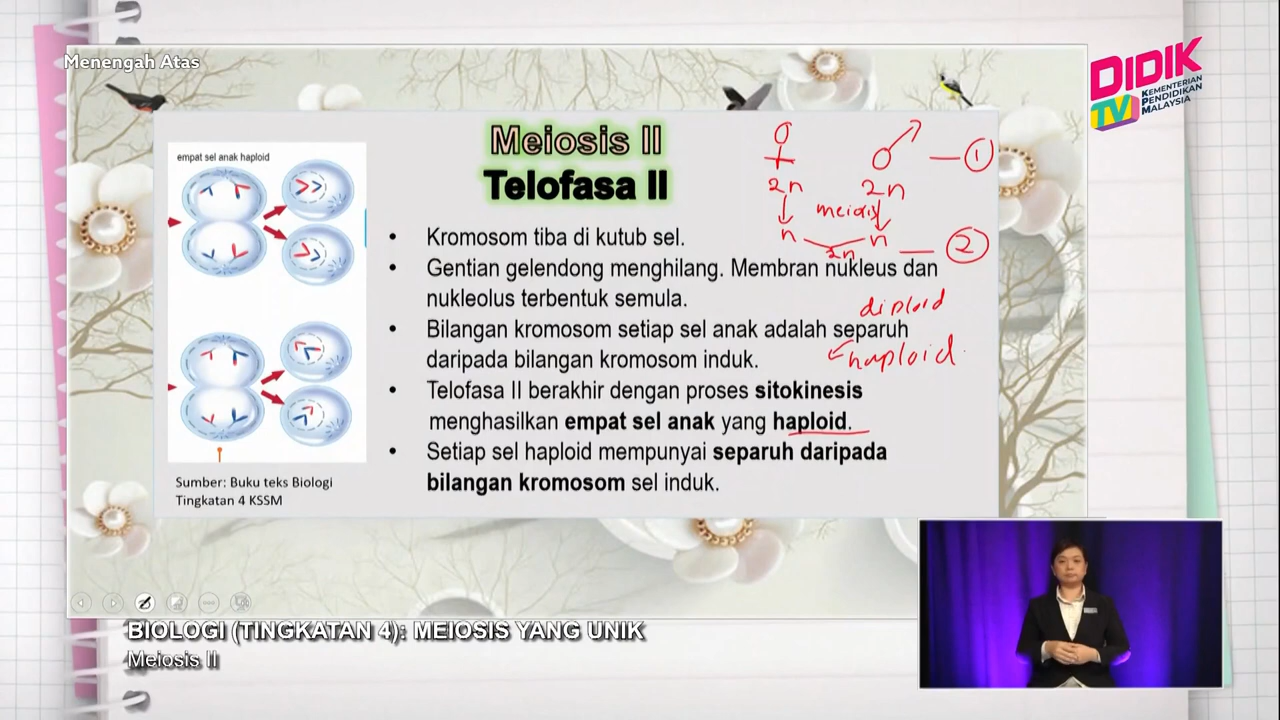 Menengah Atas
DIDIK
TV
KEMENTERIAN
PENDIDIKAN
MALAYSIA
Meiosis II
Telofasa II
empat sel anak haploid
Sumber: Buku teks Biologi
Tingkatan 4 KSSM
• Kromosom tiba di kutub sel.
• Gentian gelendong menghilang. Membran nukleus dan
nukleolus terbentuk semula.
• Bilangan kromosom setiap sel anak adalah separuh
daripada bilangan kromosom induk.
• Telofasa II berakhir dengan proses sitokinesis
menghasilkan empat sel anak yang haploid.
• Setiap sel haploid mempunyai separuh daripada
bilangan kromosom sel induk.
♀ ♂ — 1
2n 2n
meiosis
n n — 2
2n
diploid
haploid
BIOLOGI (TINGKATAN 4): MEIOSIS YANG UNIK
Meiosis II